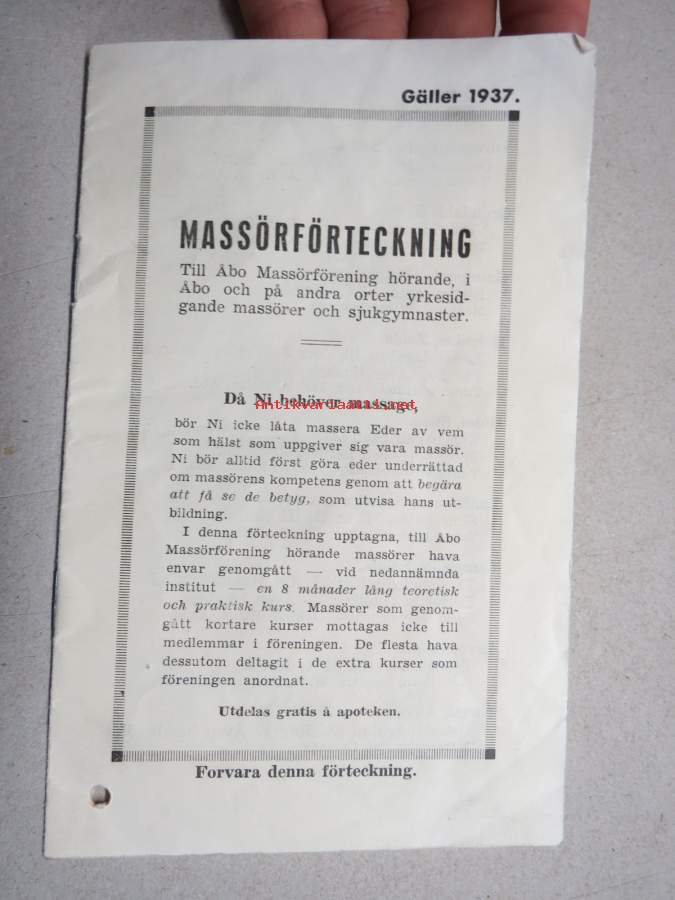 Gäller 1937.
MASSÖRFÖRTECKNING
Till Åbo Massörförening hörande, i
Åbo och på andra orter yrkesid-
gande massörer och sjukgymnaster.
Då Ni behöver massage,
antikvariaatti.net
bör Ni icke låta massera Eder av vem
som hälst som uppgiver sig vara massör.
Ni bör alltid först göra eder underrättad
om massörens kompetens genom att begära
att få se de betyg, som utvisa hans ut-
bildning.
I denna förteckning upptagna, till Åbo
Massörförening hörande massörer hava
envar genomgått — vid nedannämnda
institut — en 8 månader lång teoretisk
och praktisk kurs. Massörer som genom-
gått kortare kurser mottagas icke till
medlemmar i föreningen. De flesta hava
dessutom deltagit i de extra kurser som
föreningen anordnat.
Utdelas gratis å apoteken.
Forvara denna förteckning.